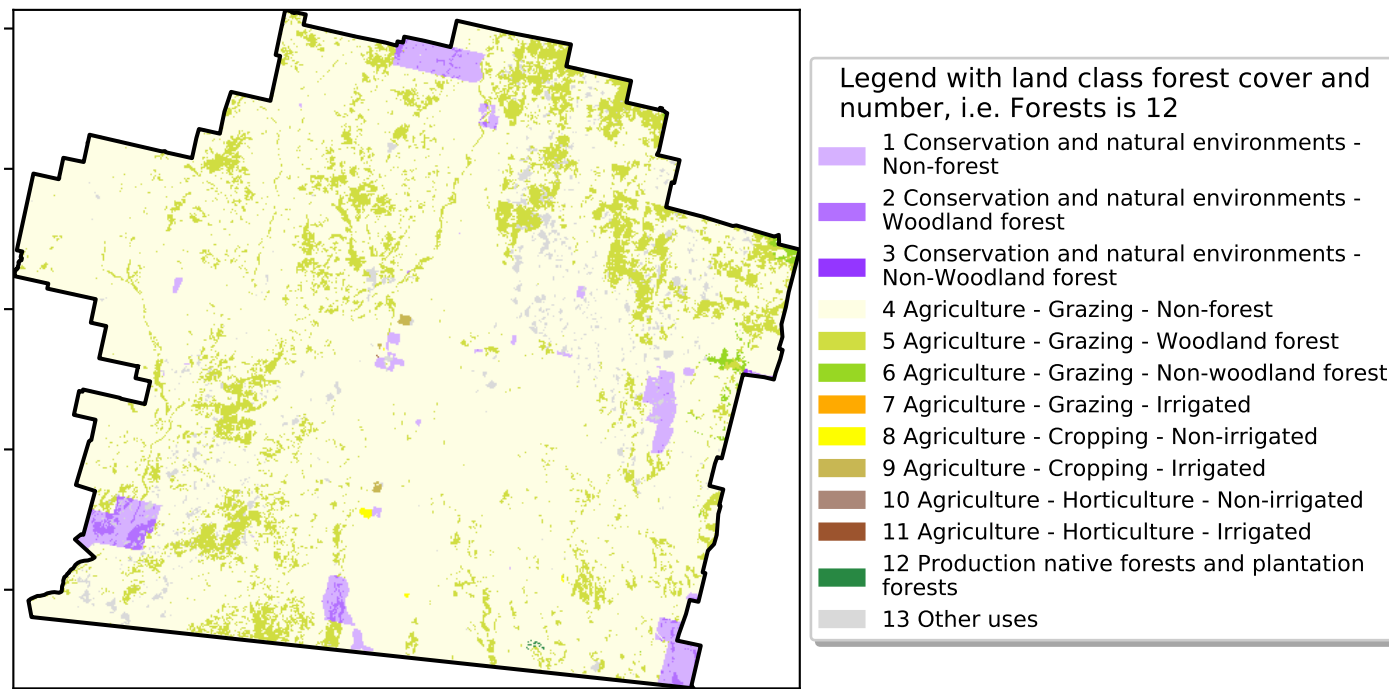 Legend with land class forest cover and
number, i.e. Forests is 12
1 Conservation and natural environments -
Non-forest
2 Conservation and natural environments -
Woodland forest
3 Conservation and natural environments -
Non-Woodland forest
4 Agriculture - Grazing - Non-forest
5 Agriculture - Grazing - Woodland forest
6 Agriculture - Grazing - Non-woodland forest
7 Agriculture - Grazing - Irrigated
8 Agriculture - Cropping - Non-irrigated
9 Agriculture - Cropping - Irrigated
10 Agriculture - Horticulture - Non-irrigated
11 Agriculture - Horticulture - Irrigated
12 Production native forests and plantation
forests
13 Other uses